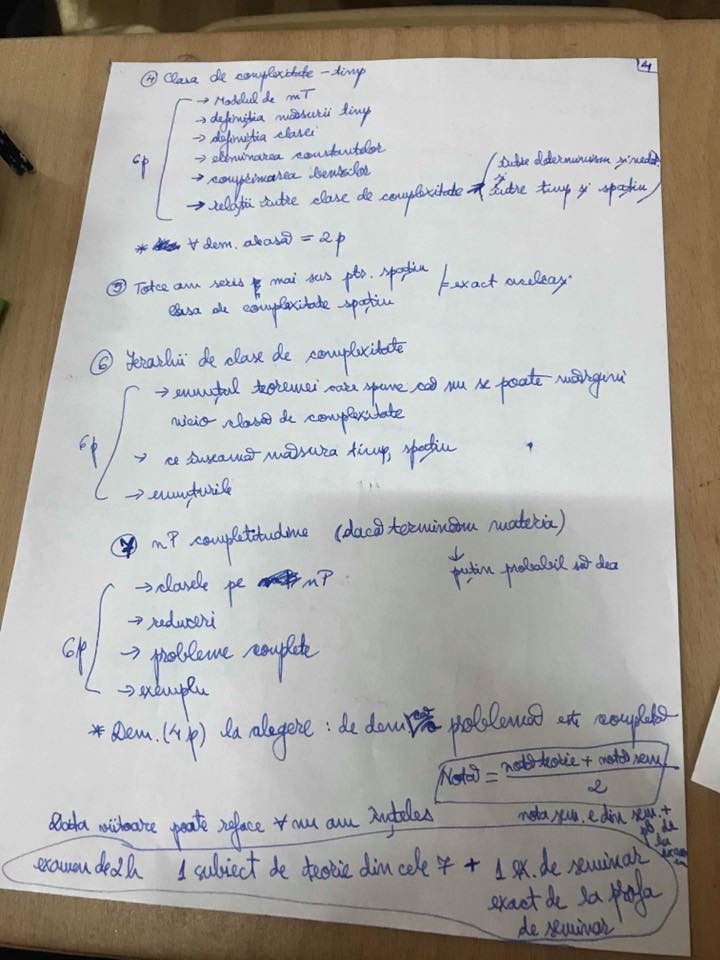 4
④ Clasa de complexitate - timp
→ Modelul de mT
→ definiția măsurii timp
→ definiția clasei
→ eliminarea constantelor
6p
→ comprimarea benzilor
→ relații între clase de complexitate → (între determinism și nedet.
între timp și spațiu)
* ∀ dem. aleasă = 2p
⑤ Tot ce am scris mai sus ptr. spațiu
clasa de complexitate spațiu
= exact aceleași
⑥ Ierarhii de clase de complexitate
→ enunțul teoremei care spune că nu se poate mărgini
nicio clasă de complexitate
6p
→ ce înseamnă măsura timp, spațiu
→ enunțurile
7 nP completitudine (dacă terminăm materia)
↓
puțin probabil să dea
→ clasele pe nP
→ reduceri
6p
→ probleme complete
→ exemplu
* Dem. (4p) la alegere: de dem că problema este completă
Nota = nota teorie + nota sem
2
Data viitoare poate reface ∀ nu am înțeles
nota sem. e din sem. +
de la
examen de 2h 1 subiect de teorie din cele 7 + 1 ex. de seminar
exact de la profa
de seminar